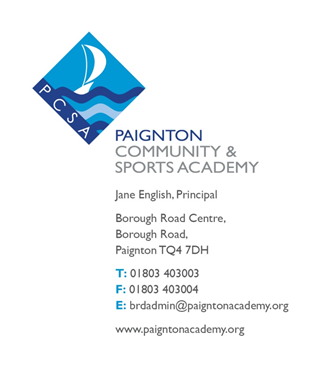 PCSA
PAIGNTON
COMMUNITY &
SPORTS ACADEMY
Jane English, Principal
Borough Road Centre,
Borough Road,
Paignton TQ4 7DH
T: 01803 403003
F: 01803 403004
E: brdadmin@paigntonacademy.org
www.paigntonacademy.org